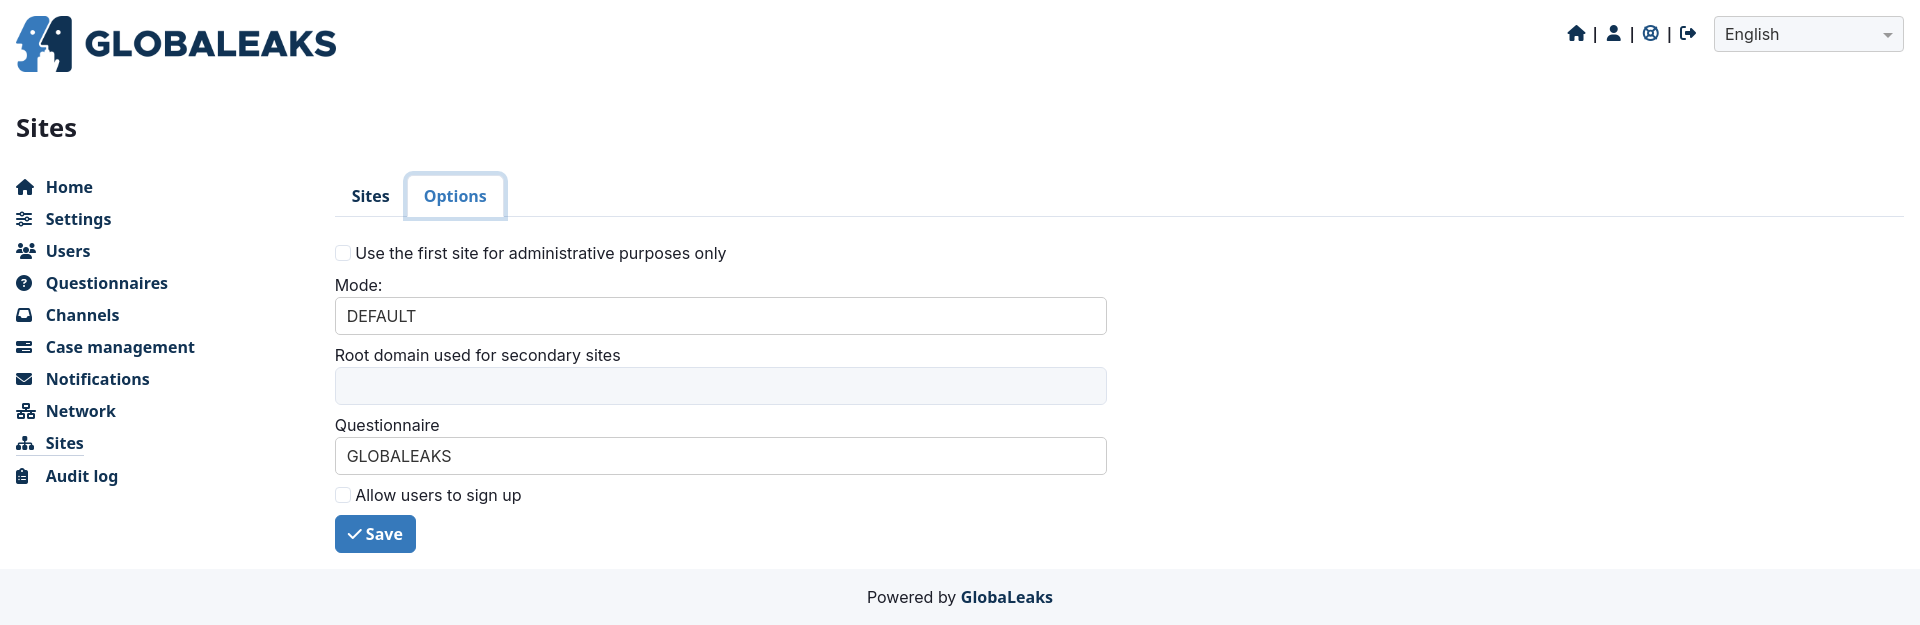 GLOBALEAKS
| | |
English
Sites
Home
Settings
Users
Questionnaires
Channels
Case management
Notifications
Network
Sites
Audit log
Sites Options
Use the first site for administrative purposes only
Mode:
DEFAULT
Root domain used for secondary sites
Questionnaire
GLOBALEAKS
Allow users to sign up
Save
Powered by GlobaLeaks